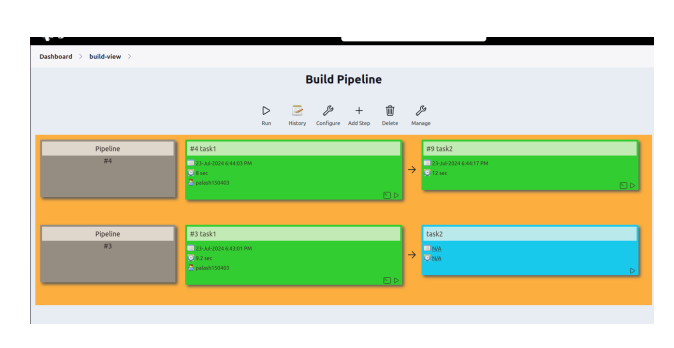 Dashboard > build-view >
Build Pipeline
Run History Configure Add Step Delete Manage
Pipeline
#4
#4 task1
23-Jul-2024 6:44:03 PM
8 sec
palash150403
#9 task2
23-Jul-2024 6:44:17 PM
12 sec
Pipeline
#3
#3 task1
23-Jul-2024 6:43:01 PM
9.2 sec
palash150403
task2
N/A
N/A